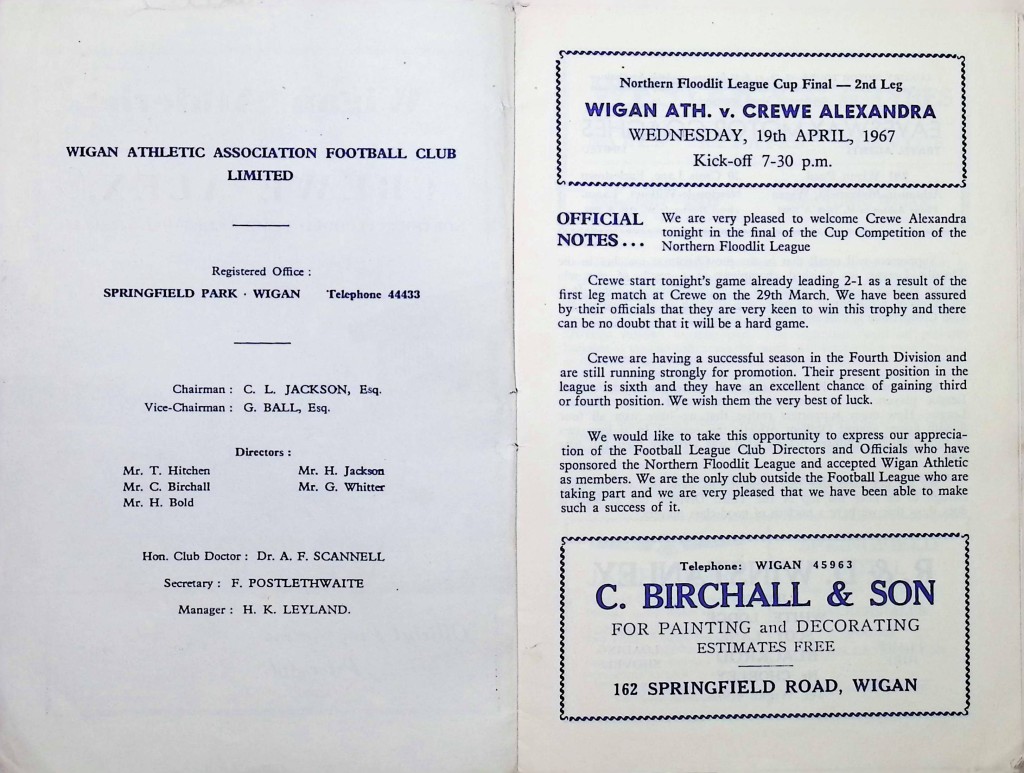 WIGAN ATHLETIC ASSOCIATION FOOTBALL CLUB
LIMITED
Registered Office :
SPRINGFIELD PARK · WIGAN Telephone 44433
Chairman : C. L. JACKSON, Esq.
Vice-Chairman : G. BALL, Esq.
Directors :
Mr. T. Hitchen Mr. H. Jackson
Mr. C. Birchall Mr. G. Whitter
Mr. H. Bold
Hon. Club Doctor : Dr. A. F. SCANNELL
Secretary : F. POSTLETHWAITE
Manager : H. K. LEYLAND.
Northern Floodlit League Cup Final — 2nd Leg
WIGAN ATH. v. CREWE ALEXANDRA
WEDNESDAY, 19th APRIL, 1967
Kick-off 7-30 p.m.
OFFICIAL NOTES...
We are very pleased to welcome Crewe Alexandra
tonight in the final of the Cup Competition of the
Northern Floodlit League
Crewe start tonight's game already leading 2-1 as a result of the
first leg match at Crewe on the 29th March. We have been assured
by their officials that they are very keen to win this trophy and there
can be no doubt that it will be a hard game.
Crewe are having a successful season in the Fourth Division and
are still running strongly for promotion. Their present position in the
league is sixth and they have an excellent chance of gaining third
or fourth position. We wish them the very best of luck.
We would like to take this opportunity to express our apprecia-
tion of the Football League Club Directors and Officials who have
sponsored the Northern Floodlit League and accepted Wigan Athletic
as members. We are the only club outside the Football League who are
taking part and we are very pleased that we have been able to make
such a success of it.
Telephone: WIGAN 45963
C. BIRCHALL & SON
FOR PAINTING and DECORATING
ESTIMATES FREE
162 SPRINGFIELD ROAD, WIGAN